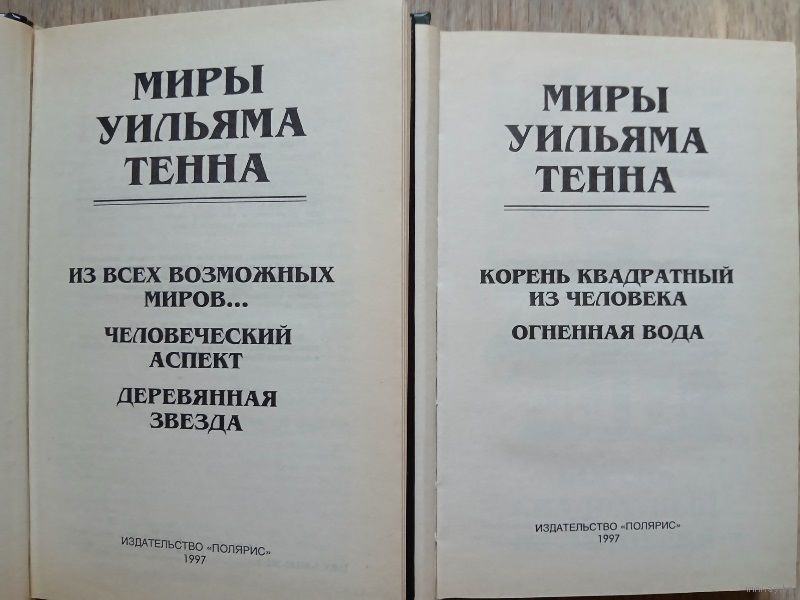 МИРЫ
УИЛЬЯМА
ТЕННА
ИЗ ВСЕХ ВОЗМОЖНЫХ
МИРОВ...
ЧЕЛОВЕЧЕСКИЙ
АСПЕКТ
ДЕРЕВЯННАЯ
ЗВЕЗДА
ИЗДАТЕЛЬСТВО «ПОЛЯРИС»
1997
МИРЫ
УИЛЬЯМА
ТЕННА
КОРЕНЬ КВАДРАТНЫЙ
ИЗ ЧЕЛОВЕКА
ОГНЕННАЯ ВОДА
ИЗДАТЕЛЬСТВО «ПОЛЯРИС»
1997